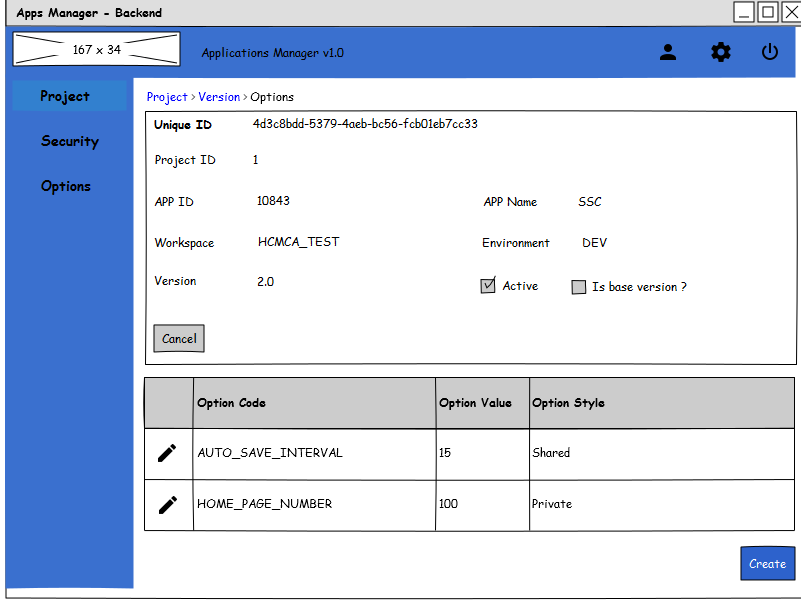 Apps Manager - Backend
167 x 34
Applications Manager v1.0
Project
Security
Options
Project > Version > Options
Unique ID 4d3c8bdd-5379-4aeb-bc56-fcb01eb7cc33
Project ID 1
APP ID 10843 APP Name SSC
Workspace HCMCA_TEST Environment DEV
Version 2.0 Active Is base version ?
Cancel
Option Code Option Value Option Style
AUTO_SAVE_INTERVAL 15 Shared
HOME_PAGE_NUMBER 100 Private
Create